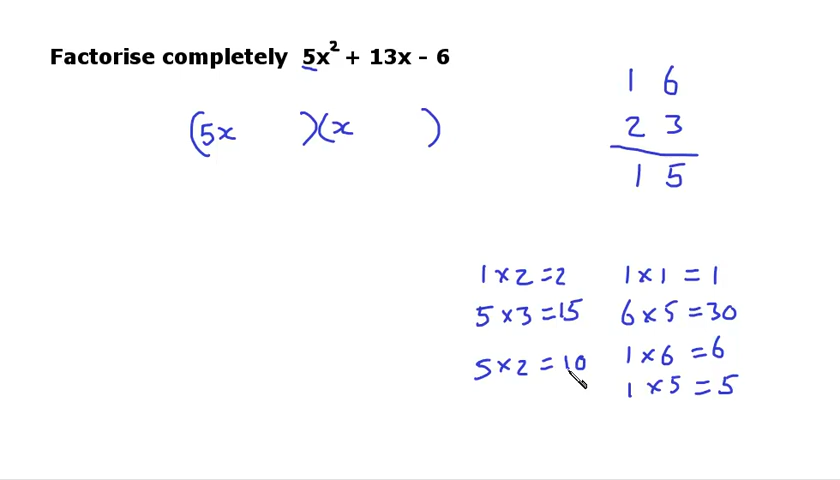 Factorise completely 5x² + 13x - 6
1 6
(5x )(x )
2 3
1 5
1 × 2 = 2
1 × 1 = 1
5 × 3 = 15
6 × 5 = 30
5 × 2 = 10
1 × 6 = 6
1 × 5 = 5